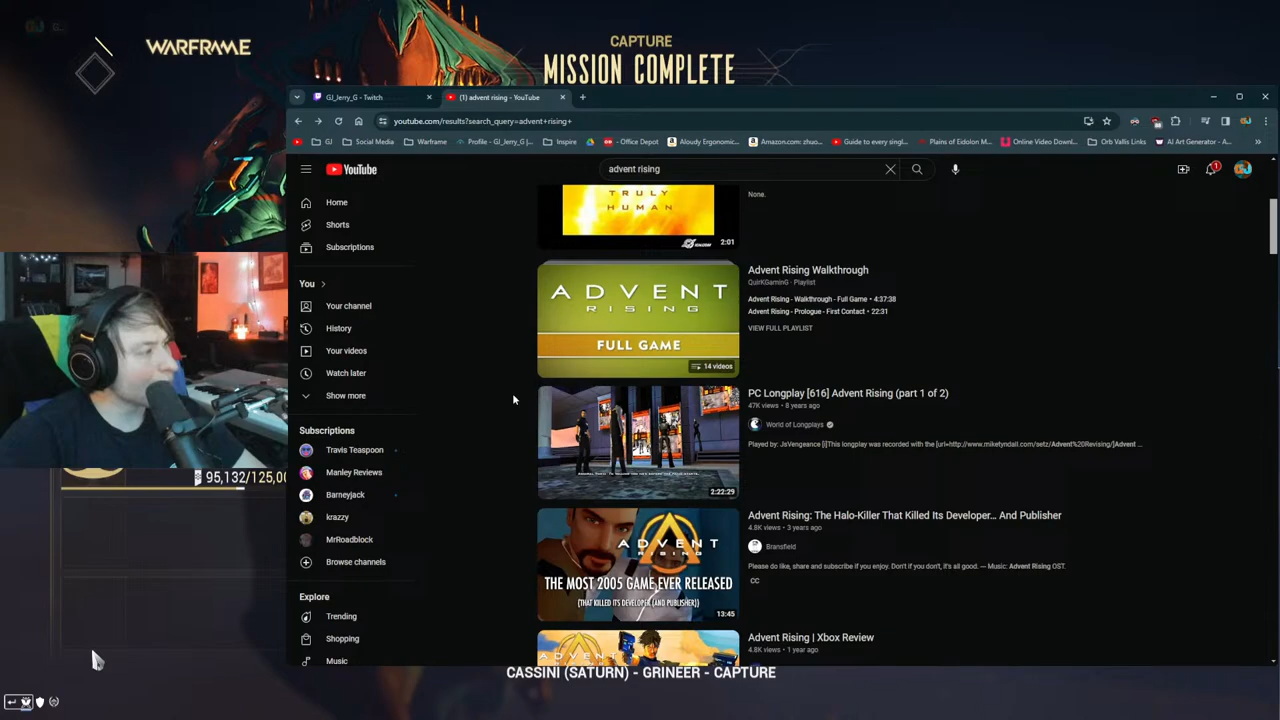 WARFRAME
CAPTURE
MISSION COMPLETE
GJ_Jerry_G - Twitch
(1) advent rising - YouTube
youtube.com/results?search_query=advent+rising+
GJ
Social Media
Warframe
Profile - GJ_Jerry_G |...
Inspire
- Office Depot
Aloudy Ergonomic...
Amazon.com: zhuo...
Guide to every singl...
Plains of Eidolon M...
Online Video Downl...
Orb Vallis Links
AI Art Generator - A...
YouTube
advent rising
1
Home
Shorts
Subscriptions
You
Your channel
History
Your videos
Watch later
Show more
Subscriptions
Travis Teaspoon
Manley Reviews
Barneyjack
krazzy
MrRoadblock
Browse channels
Explore
Trending
Shopping
Music
TRULY
HUMAN
2:01
None.
ADVENT
RISING
FULL GAME
14 videos
Advent Rising Walkthrough
QuirKGaminG · Playlist
Advent Rising - Walkthrough - Full Game • 4:37:38
Advent Rising - Prologue - First Contact • 22:31
VIEW FULL PLAYLIST
2:22:29
PC Longplay [616] Advent Rising (part 1 of 2)
47K views • 8 years ago
World of Longplays
Played by: JsVengeance [i]This longplay was recorded with the [url=http://www.miketyndall.com/setz/Advent%20Revising/]Advent ...
ADVENT
RISING
THE MOST 2005 GAME EVER RELEASED
(THAT KILLED ITS DEVELOPER (AND PUBLISHER))
13:45
Advent Rising: The Halo-Killer That Killed Its Developer... And Publisher
4.8K views • 3 years ago
Bransfield
Please do like, share and subscribe if you enjoy. Don't if you don't, it's all good. — Music: Advent Rising OST.
CC
Advent Rising | Xbox Review
4.8K views • 1 year ago
95,132/125,00
CASSINI (SATURN) - GRINEER - CAPTURE